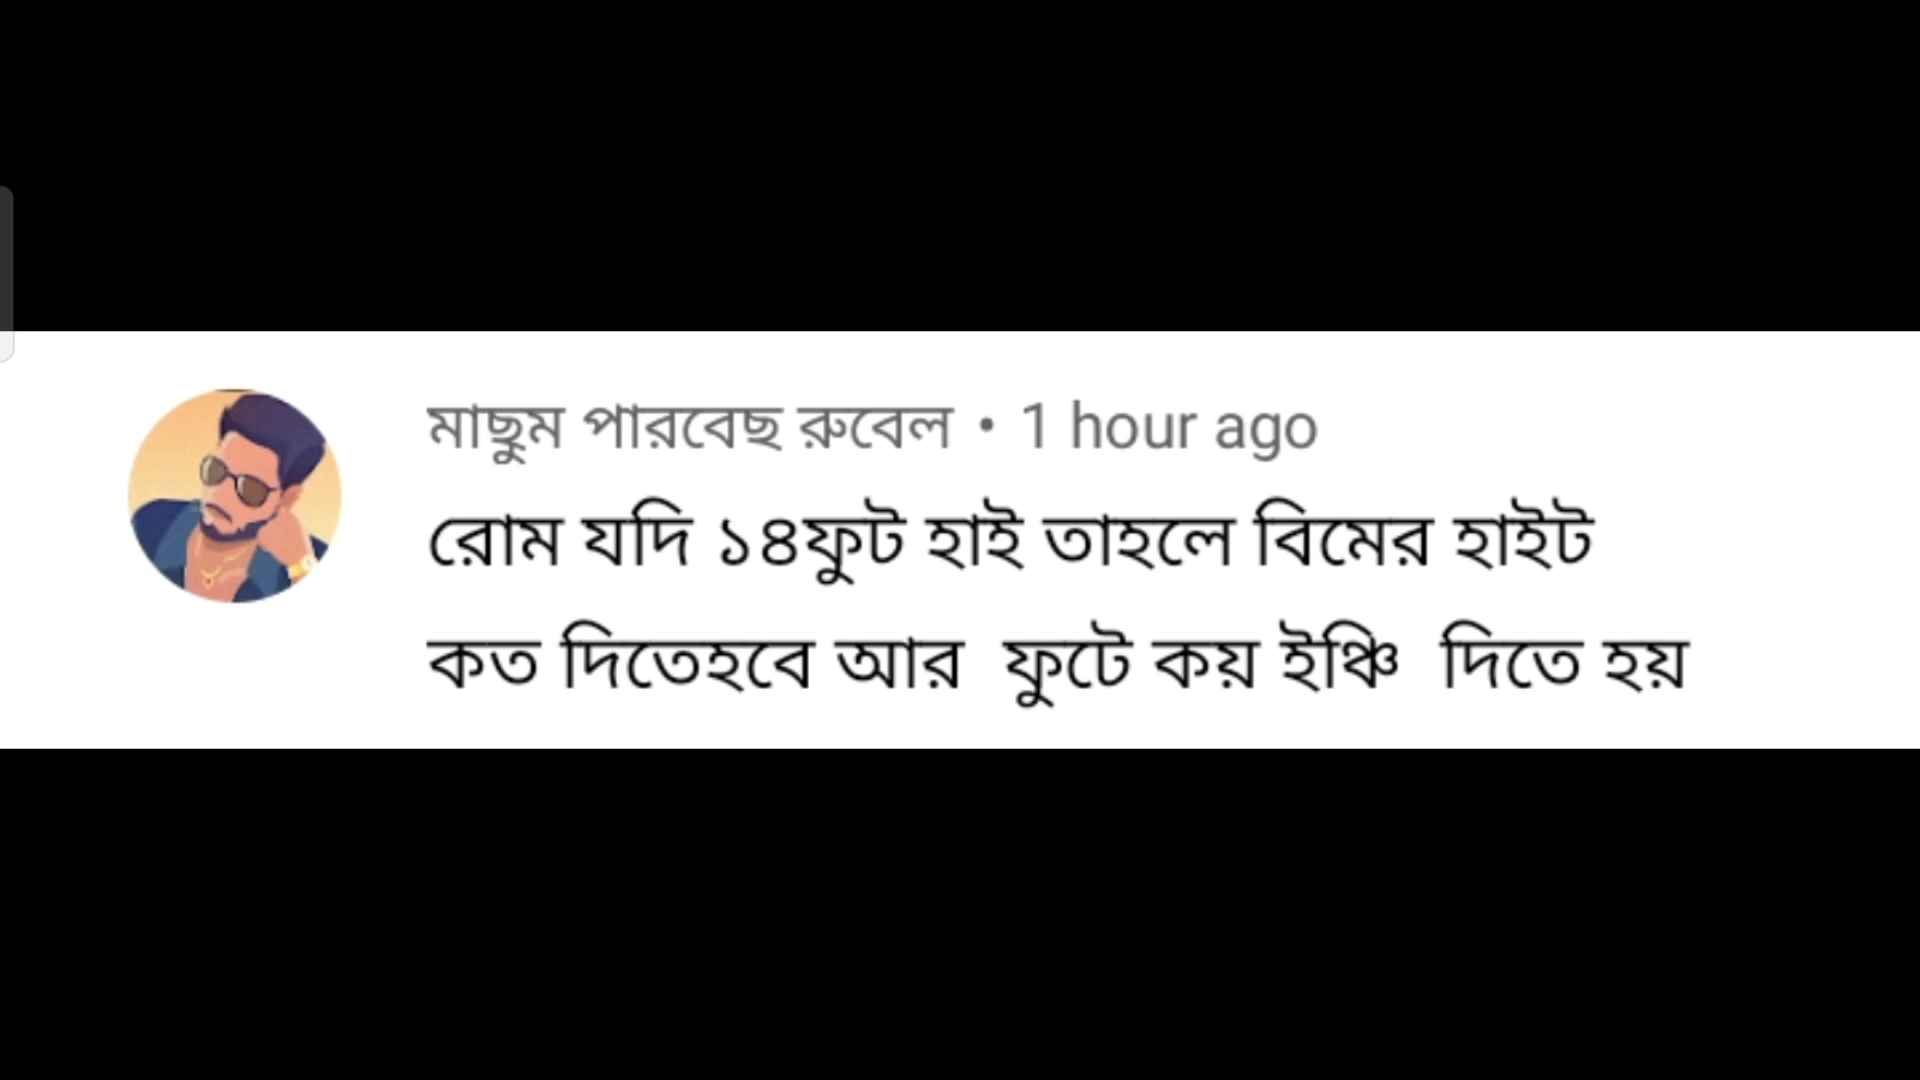 মাছুম পারবেছ রুবেল • 1 hour ago
রোম যদি ১৪ফুট হাই তাহলে বিমের হাইট
কত দিতেহবে আর ফুটে কয় ইঞ্চি দিতে হয়